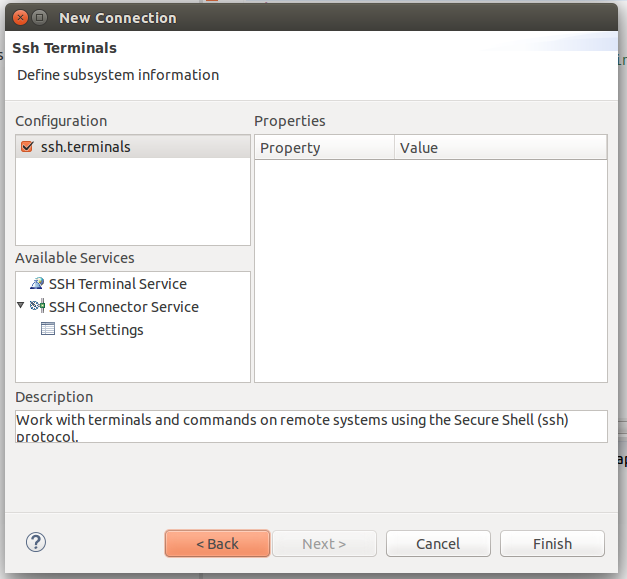 New Connection
Ssh Terminals
Define subsystem information
Configuration
Properties
ssh.terminals
Property Value
Available Services
SSH Terminal Service
SSH Connector Service
SSH Settings
Description
Work with terminals and commands on remote systems using the Secure Shell (ssh)
protocol.
? < Back Next > Cancel Finish